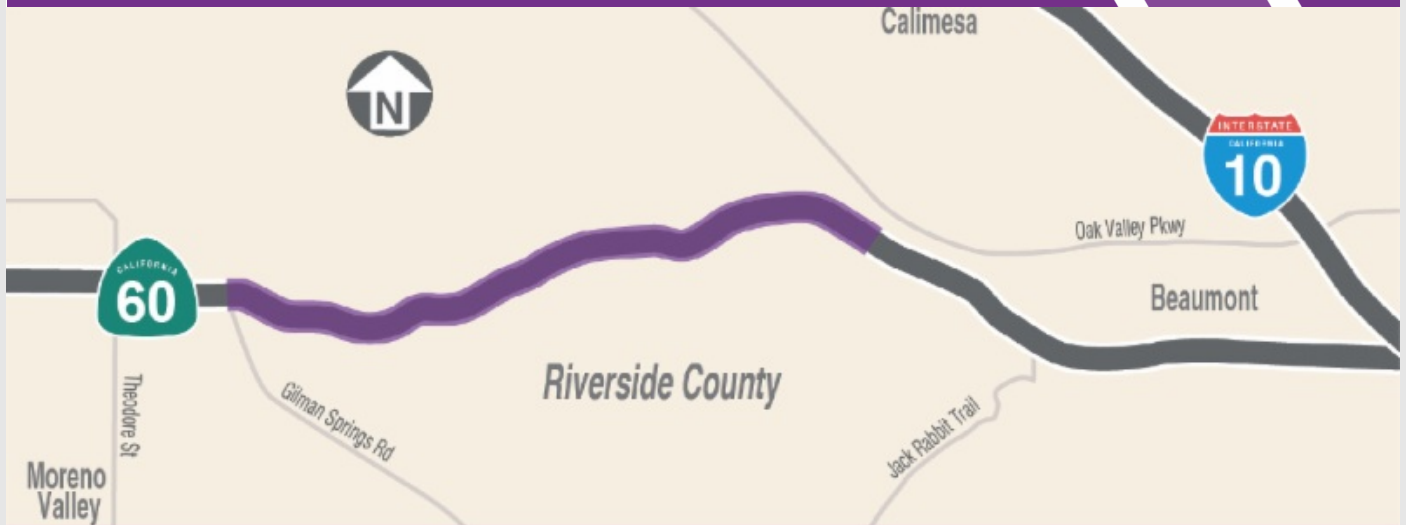 Calimesa
N
INTERSTATE
CALIFORNIA
10
Oak Valley Pkwy
CALIFORNIA
60
Beaumont
Riverside County
Theodore St
Gilman Springs Rd
Jack Rabbit Trail
Moreno
Valley